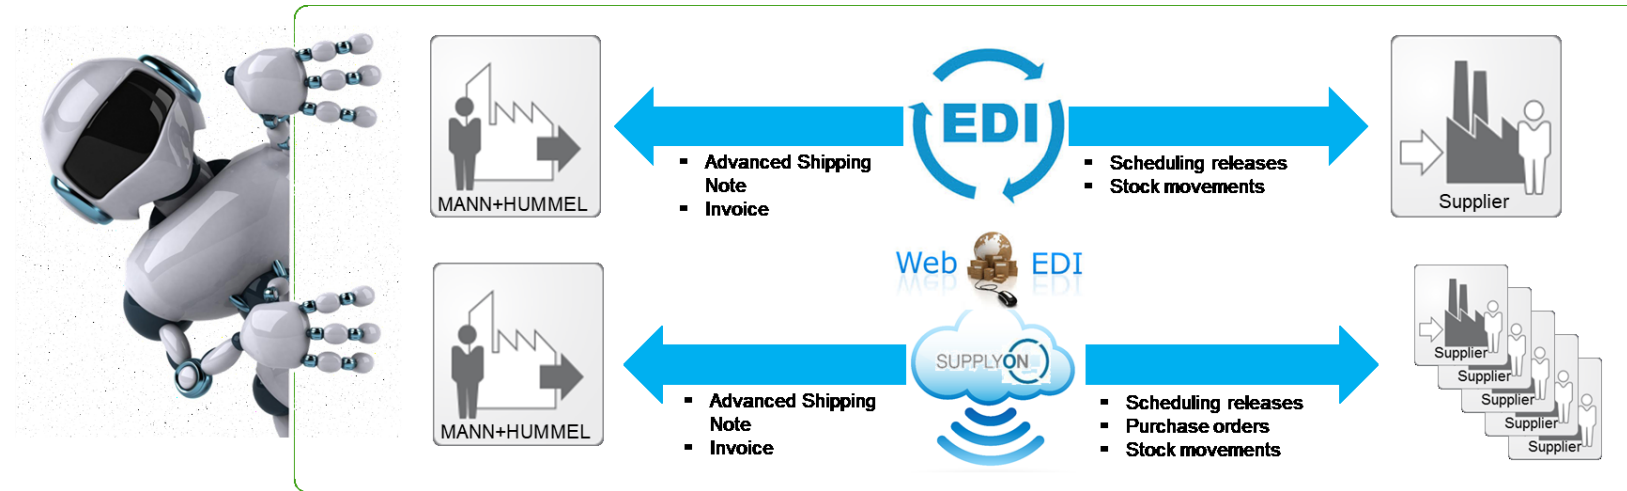 EDI
▪ Advanced Shipping
Note
▪ Invoice
▪ Scheduling releases
▪ Stock movements
MANN+HUMMEL
Supplier
Web EDI
SUPPLYON
▪ Advanced Shipping
Note
▪ Invoice
▪ Scheduling releases
▪ Purchase orders
▪ Stock movements
MANN+HUMMEL
Supplier
Supplier
Supplier
Supplier
Supplier